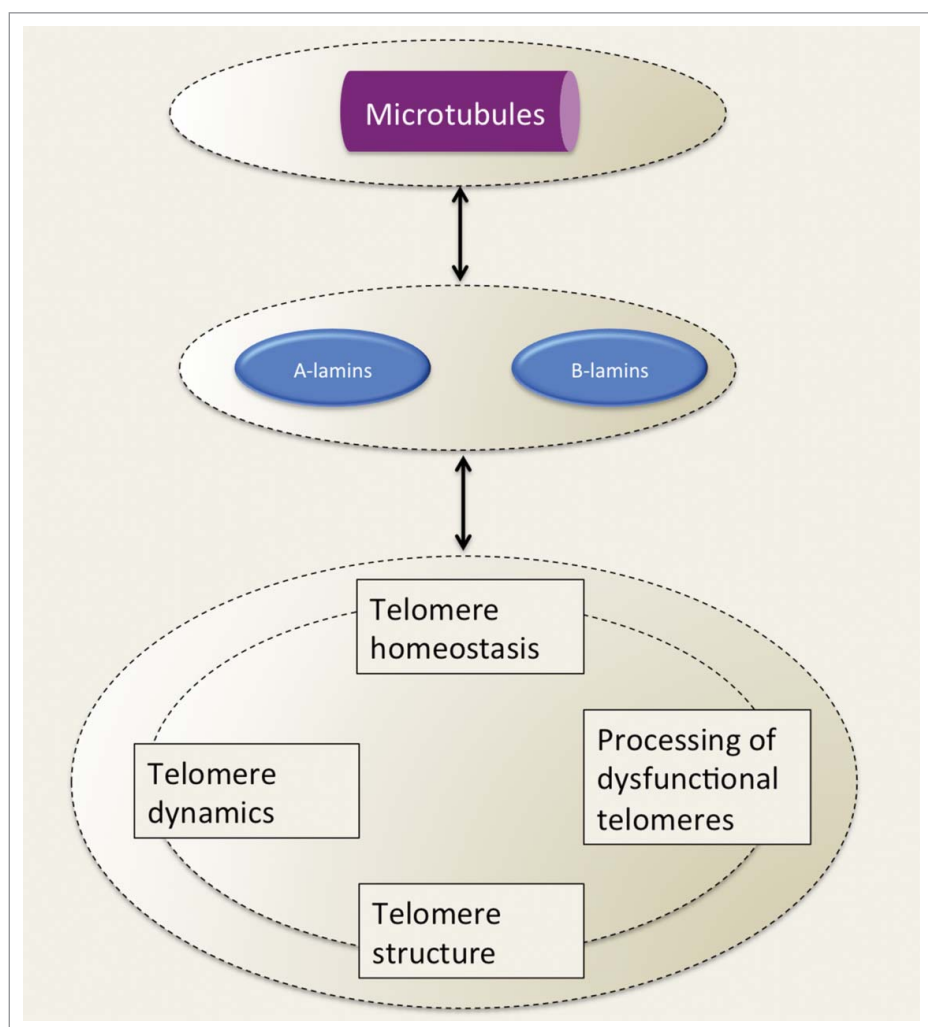 Microtubules
A-lamins
B-lamins
Telomere
homeostasis
Telomere
dynamics
Processing of
dysfunctional
telomeres
Telomere
structure